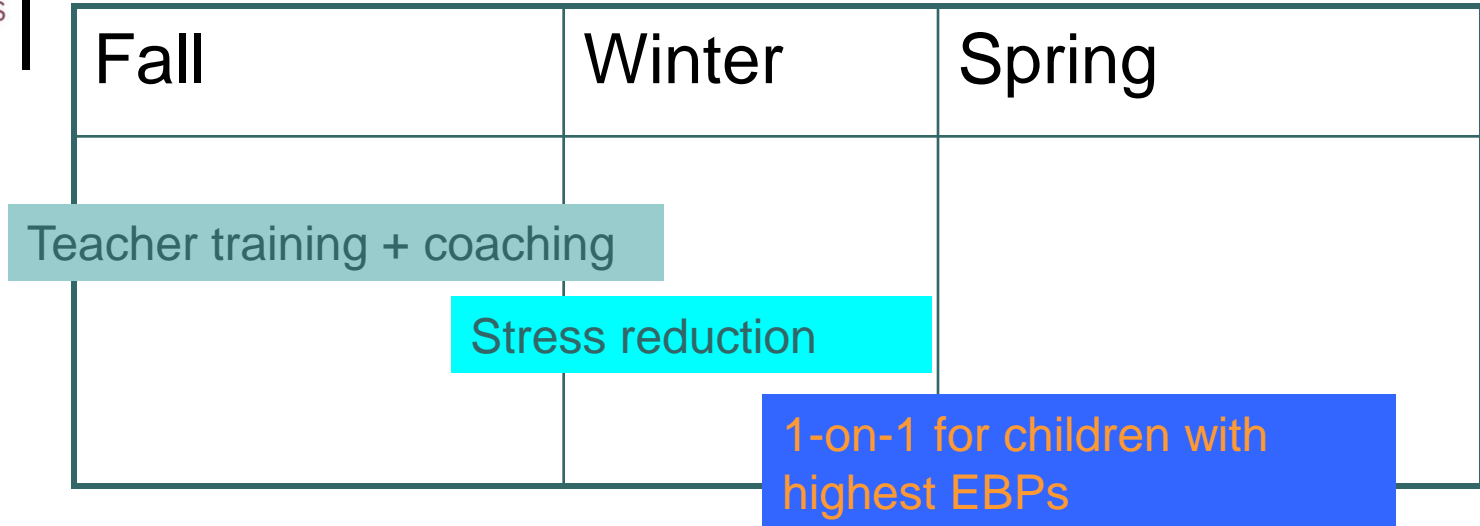 s
Fall Winter Spring
Teacher training + coaching
Stress reduction
1-on-1 for children with
highest EBPs